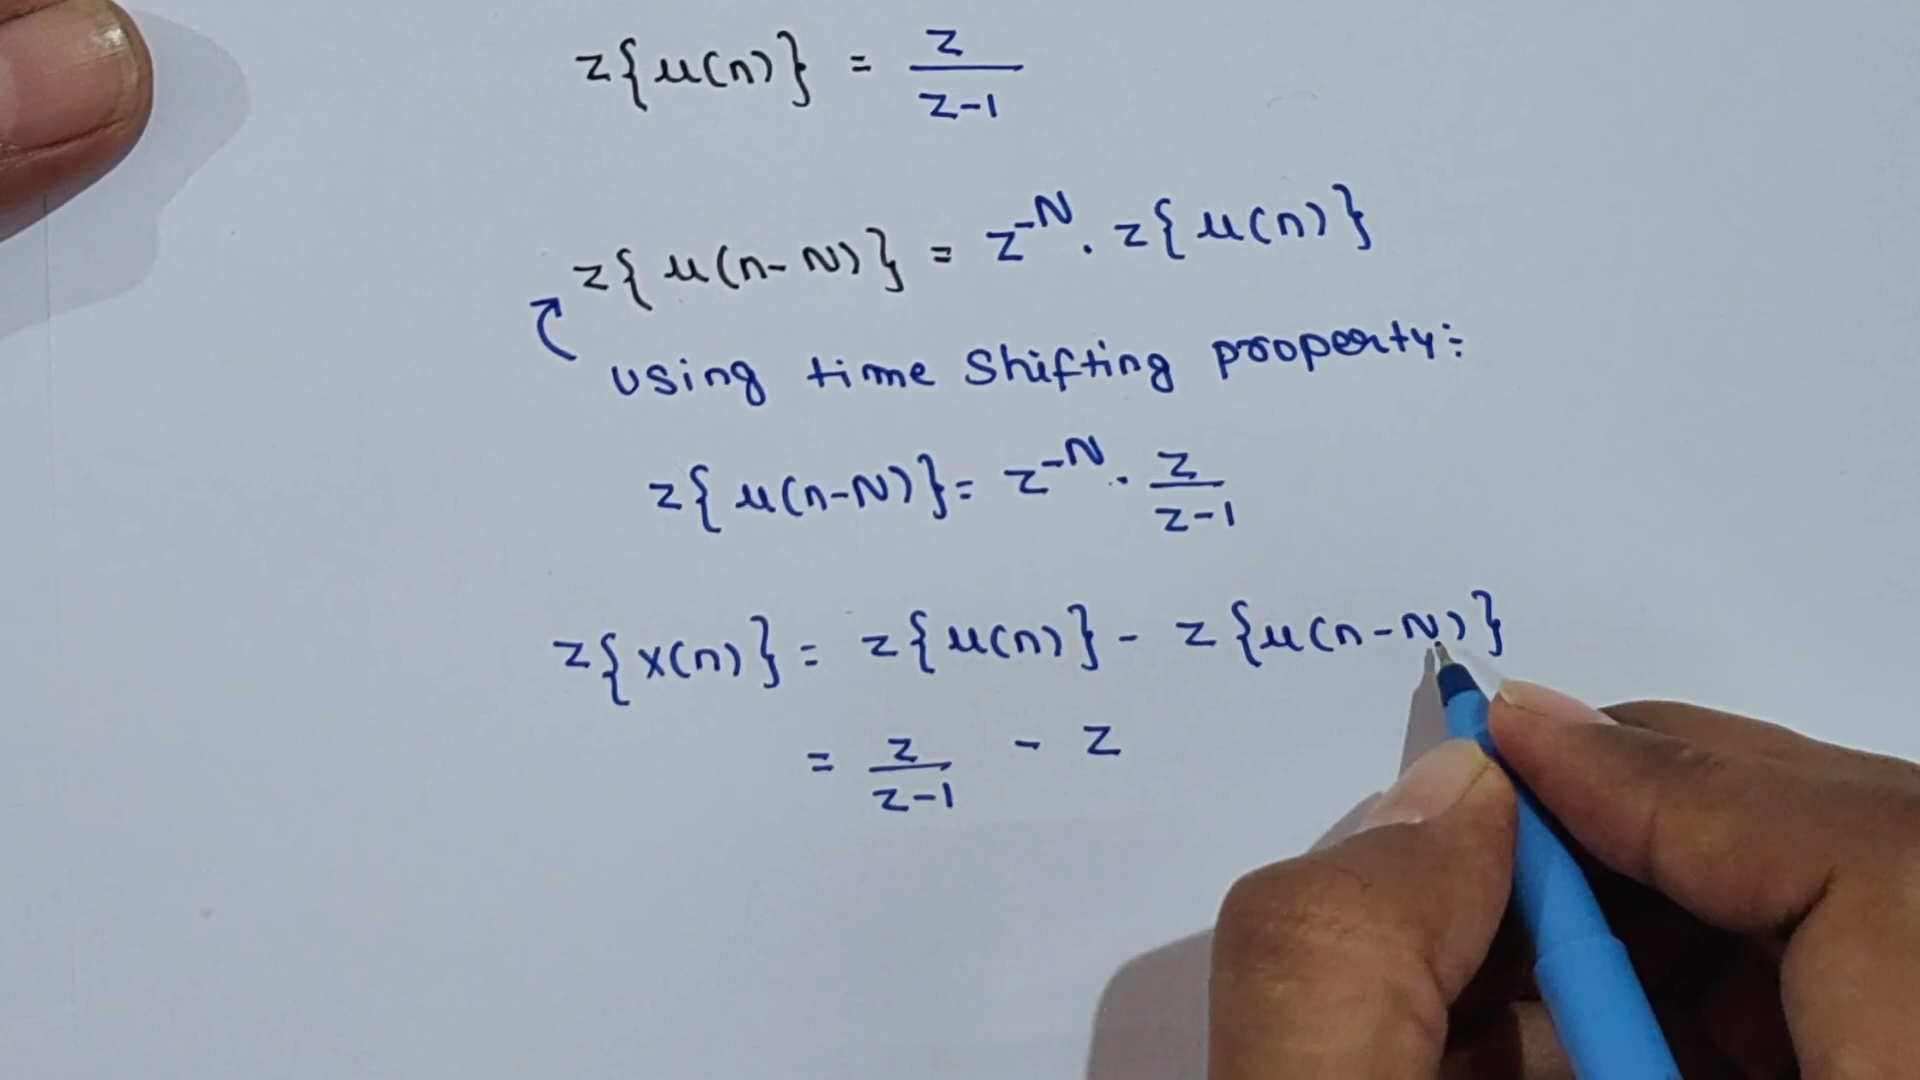 z{u(n)} = z/(z-1)
z{u(n-N)} = z^-N . z{u(n)}
using time Shifting property:
z{u(n-N)} = z^-N . z/(z-1)
z{x(n)} = z{u(n)} - z{u(n-N)}
= z/(z-1) - z